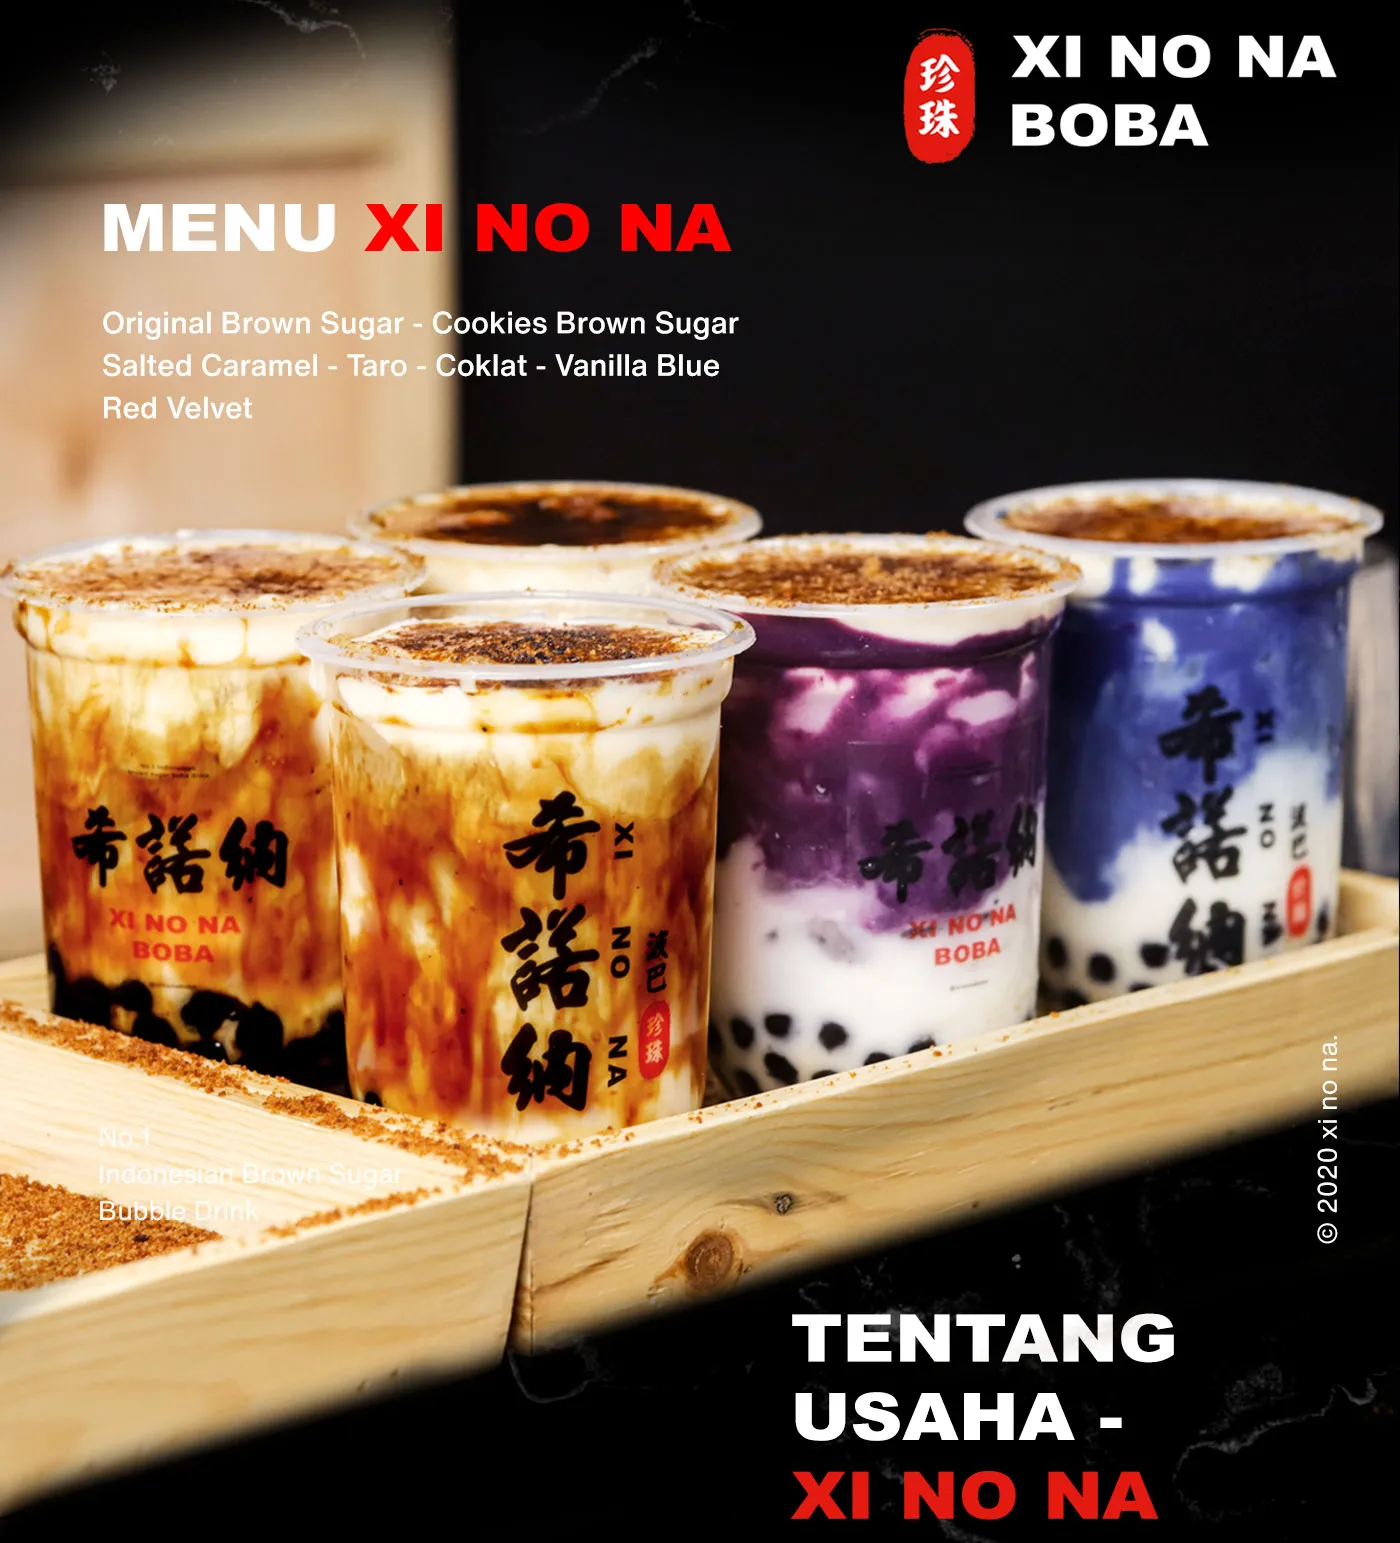 珍珠
XI NO NA
BOBA
MENU XI NO NA
Original Brown Sugar - Cookies Brown Sugar
Salted Caramel - Taro - Coklat - Vanilla Blue
Red Velvet
希諾納
XI NO NA
BOBA
希諾納
XI NO NA
波巴
珍珠
希諾納
XI NO NA
BOBA
希諾納
XI NO NA
波巴
© 2020 xi no na.
No.1
Indonesian Brown Sugar
Bubble Drink
TENTANG
USAHA -
XI NO NA